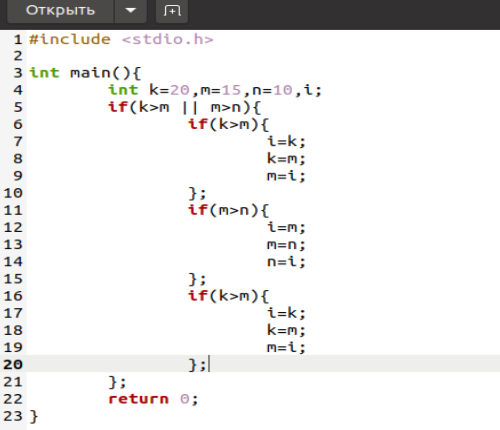 Открыть
1 #include <stdio.h>
2
3 int main(){
4         int k=20,m=15,n=10,i;
5         if(k>m || m>n){
6                 if(k>m){
7                         i=k;
8                         k=m;
9                         m=i;
10                 };
11                 if(m>n){
12                         i=m;
13                         m=n;
14                         n=i;
15                 };
16                 if(k>m){
17                         i=k;
18                         k=m;
19                         m=i;
20                 };
21         };
22         return 0;
23 }